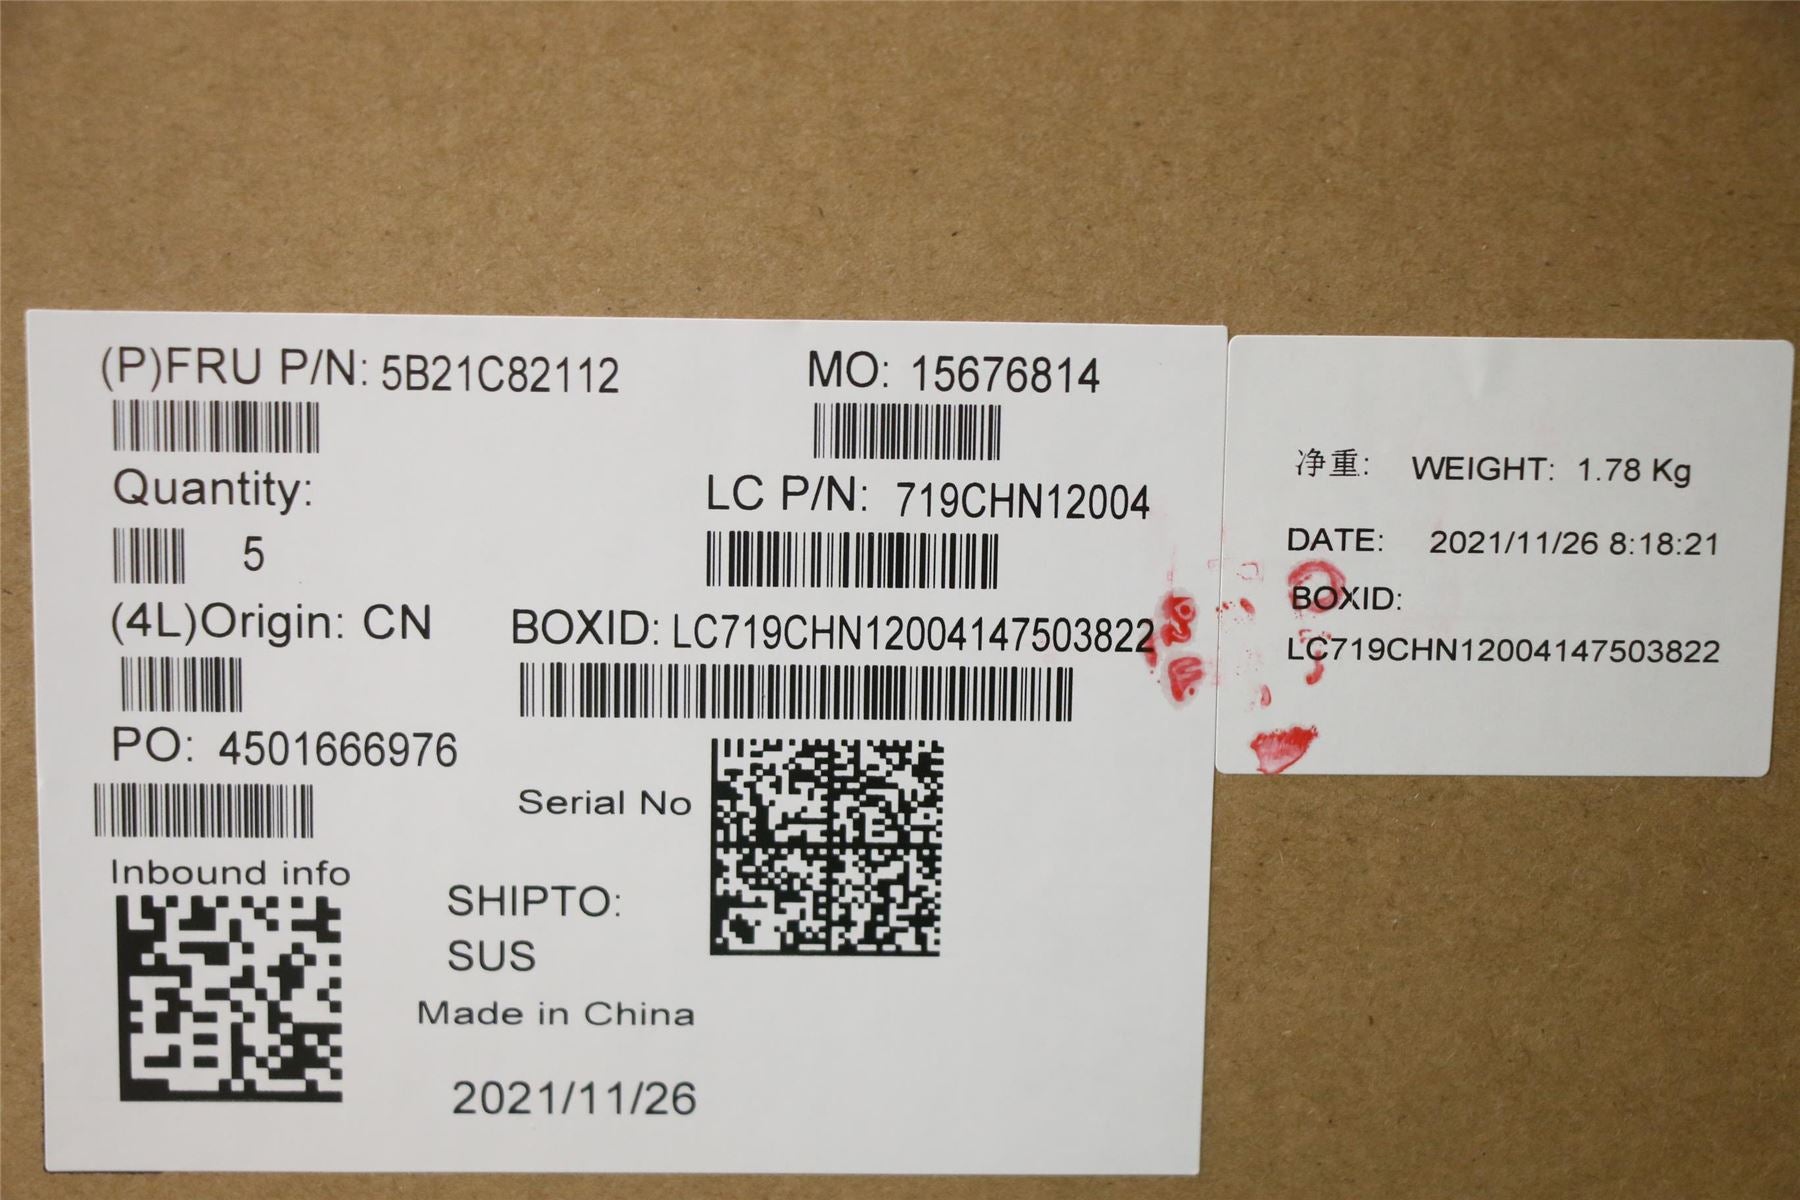 (P)FRU P/N: 5B21C82112
MO: 15676814
Quantity:
5
LC P/N: 719CHN12004
(4L)Origin: CN
BOXID: LC719CHN12004147503822
PO: 4501666976
Serial No
Inbound info
SHIPTO:
SUS
Made in China
2021/11/26
净重: WEIGHT: 1.78 Kg
DATE: 2021/11/26 8:18:21
BOXID:
LC719CHN12004147503822